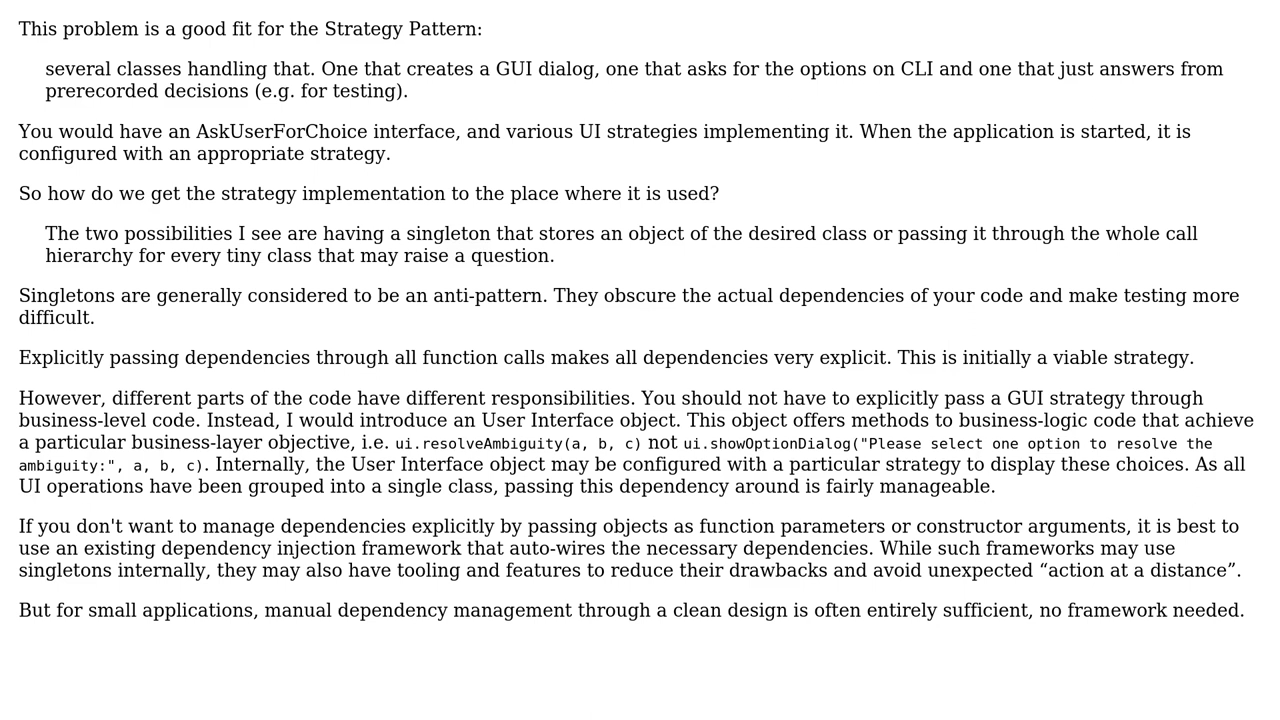 This problem is a good fit for the Strategy Pattern:
several classes handling that. One that creates a GUI dialog, one that asks for the options on CLI and one that just answers from
prerecorded decisions (e.g. for testing).
You would have an AskUserForChoice interface, and various UI strategies implementing it. When the application is started, it is
configured with an appropriate strategy.
So how do we get the strategy implementation to the place where it is used?
The two possibilities I see are having a singleton that stores an object of the desired class or passing it through the whole call
hierarchy for every tiny class that may raise a question.
Singletons are generally considered to be an anti-pattern. They obscure the actual dependencies of your code and make testing more
difficult.
Explicitly passing dependencies through all function calls makes all dependencies very explicit. This is initially a viable strategy.
However, different parts of the code have different responsibilities. You should not have to explicitly pass a GUI strategy through
business-level code. Instead, I would introduce an User Interface object. This object offers methods to business-logic code that achieve
a particular business-layer objective, i.e. ui.resolveAmbiguity(a, b, c) not ui.showOptionDialog("Please select one option to resolve the
ambiguity:", a, b, c). Internally, the User Interface object may be configured with a particular strategy to display these choices. As all
UI operations have been grouped into a single class, passing this dependency around is fairly manageable.
If you don't want to manage dependencies explicitly by passing objects as function parameters or constructor arguments, it is best to
use an existing dependency injection framework that auto-wires the necessary dependencies. While such frameworks may use
singletons internally, they may also have tooling and features to reduce their drawbacks and avoid unexpected “action at a distance”.
But for small applications, manual dependency management through a clean design is often entirely sufficient, no framework needed.